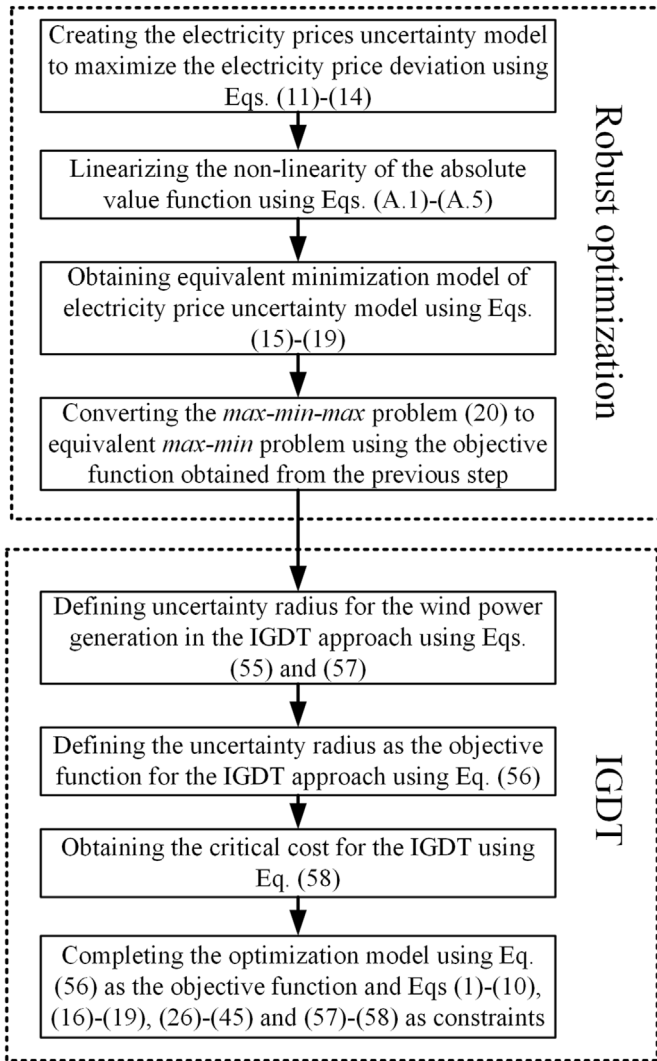 Creating the electricity prices uncertainty model
to maximize the electricity price deviation using
Eqs. (11)-(14)
Linearizing the non-linearity of the absolute
value function using Eqs. (A.1)-(A.5)
Obtaining equivalent minimization model of
electricity price uncertainty model using Eqs.
(15)-(19)
Converting the max-min-max problem (20) to
equivalent max-min problem using the objective
function obtained from the previous step
Robust optimization
Defining uncertainty radius for the wind power
generation in the IGDT approach using Eqs.
(55) and (57)
Defining the uncertainty radius as the objective
function for the IGDT approach using Eq. (56)
Obtaining the critical cost for the IGDT using
Eq. (58)
Completing the optimization model using Eq.
(56) as the objective function and Eqs (1)-(10),
(16)-(19), (26)-(45) and (57)-(58) as constraints
IGDT